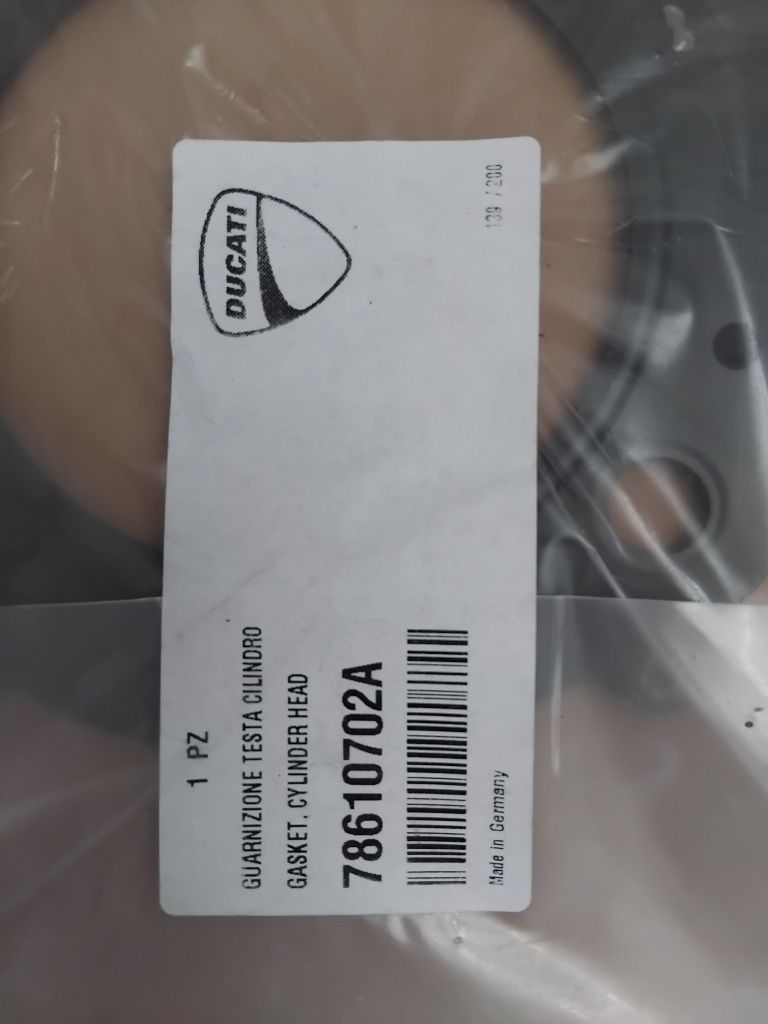 DUCATI
139 / 200
1 PZ
GUARNIZIONE TESTA CILINDRO
GASKET, CYLINDER HEAD
78610702A
Made in Germany